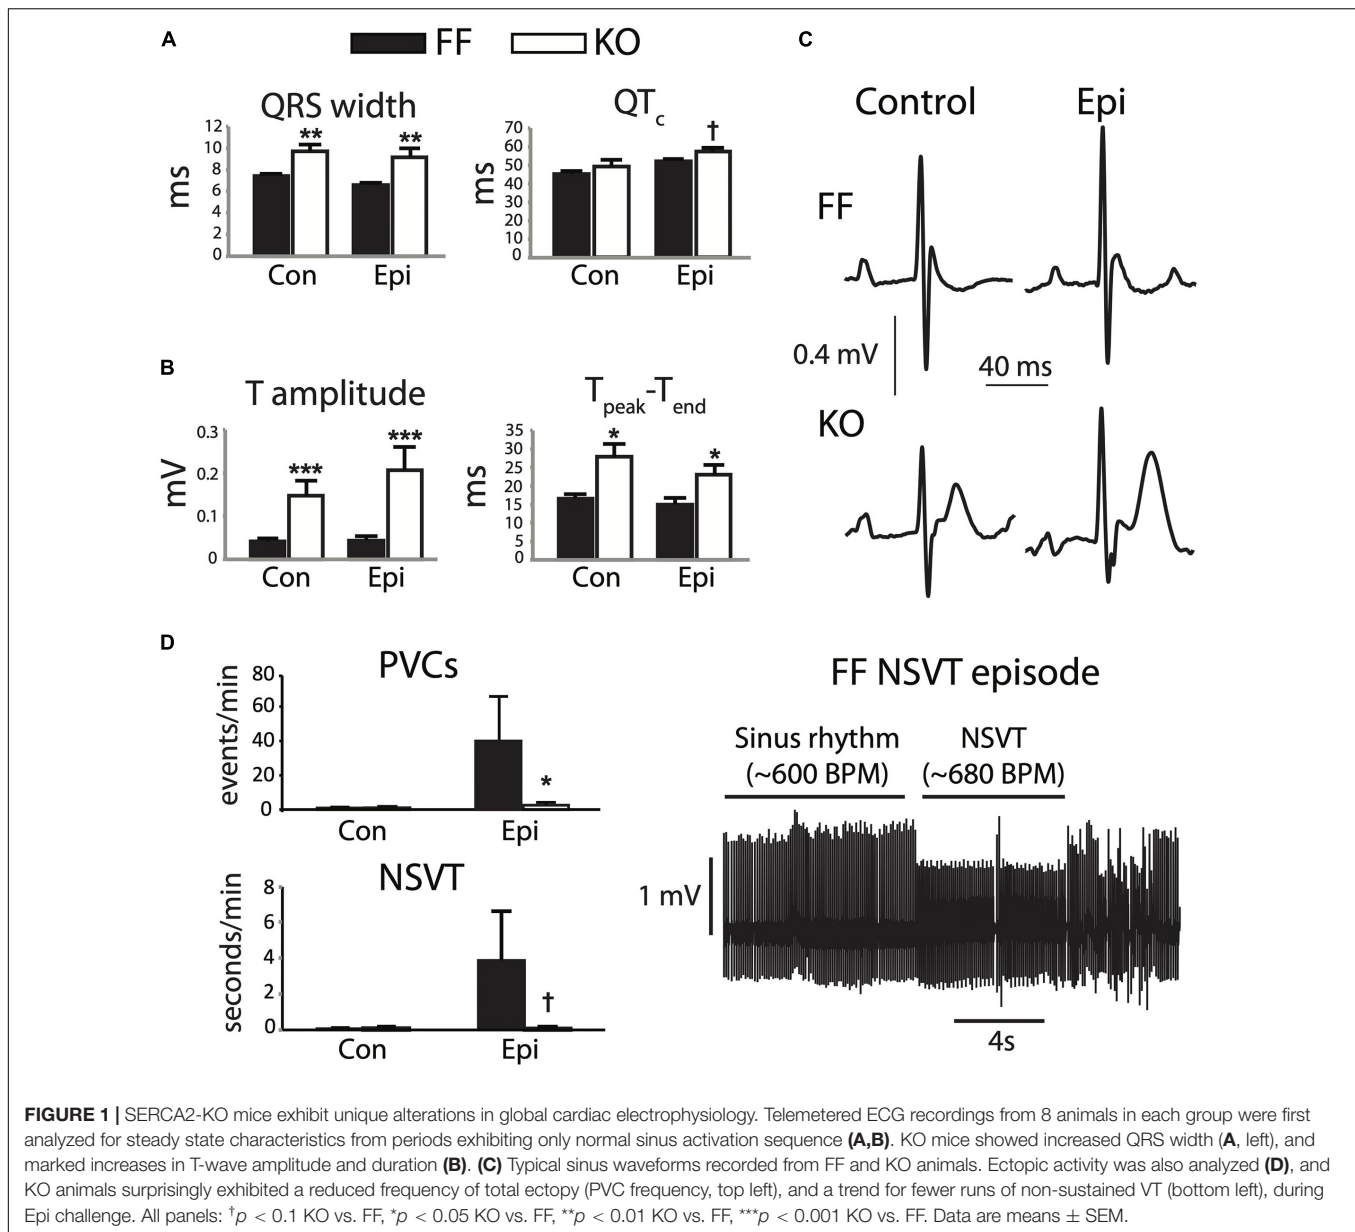 A
FF
KO
QRS width
ms
12
10
8
6
4
2
0
**
**
Con
Epi
QTc
ms
70
60
50
40
30
20
10
0
†
Con
Epi
B
T amplitude
mV
0.3
0.2
0.1
0
***
***
Con
Epi
Tpeak-Tend
ms
35
30
25
20
15
10
5
0
*
*
Con
Epi
C
Control
Epi
FF
0.4 mV
40 ms
KO
D
PVCs
events/min
80
60
40
20
0
*
Con
Epi
NSVT
seconds/min
8
6
4
2
0
†
Con
Epi
FF NSVT episode
Sinus rhythm
(~600 BPM)
NSVT
(~680 BPM)
1 mV
4s
FIGURE 1 | SERCA2-KO mice exhibit unique alterations in global cardiac electrophysiology. Telemetered ECG recordings from 8 animals in each group were first
analyzed for steady state characteristics from periods exhibiting only normal sinus activation sequence (A,B). KO mice showed increased QRS width (A, left), and
marked increases in T-wave amplitude and duration (B). (C) Typical sinus waveforms recorded from FF and KO animals. Ectopic activity was also analyzed (D), and
KO animals surprisingly exhibited a reduced frequency of total ectopy (PVC frequency, top left), and a trend for fewer runs of non-sustained VT (bottom left), during
Epi challenge. All panels: †p < 0.1 KO vs. FF, *p < 0.05 KO vs. FF, **p < 0.01 KO vs. FF, ***p < 0.001 KO vs. FF. Data are means ± SEM.